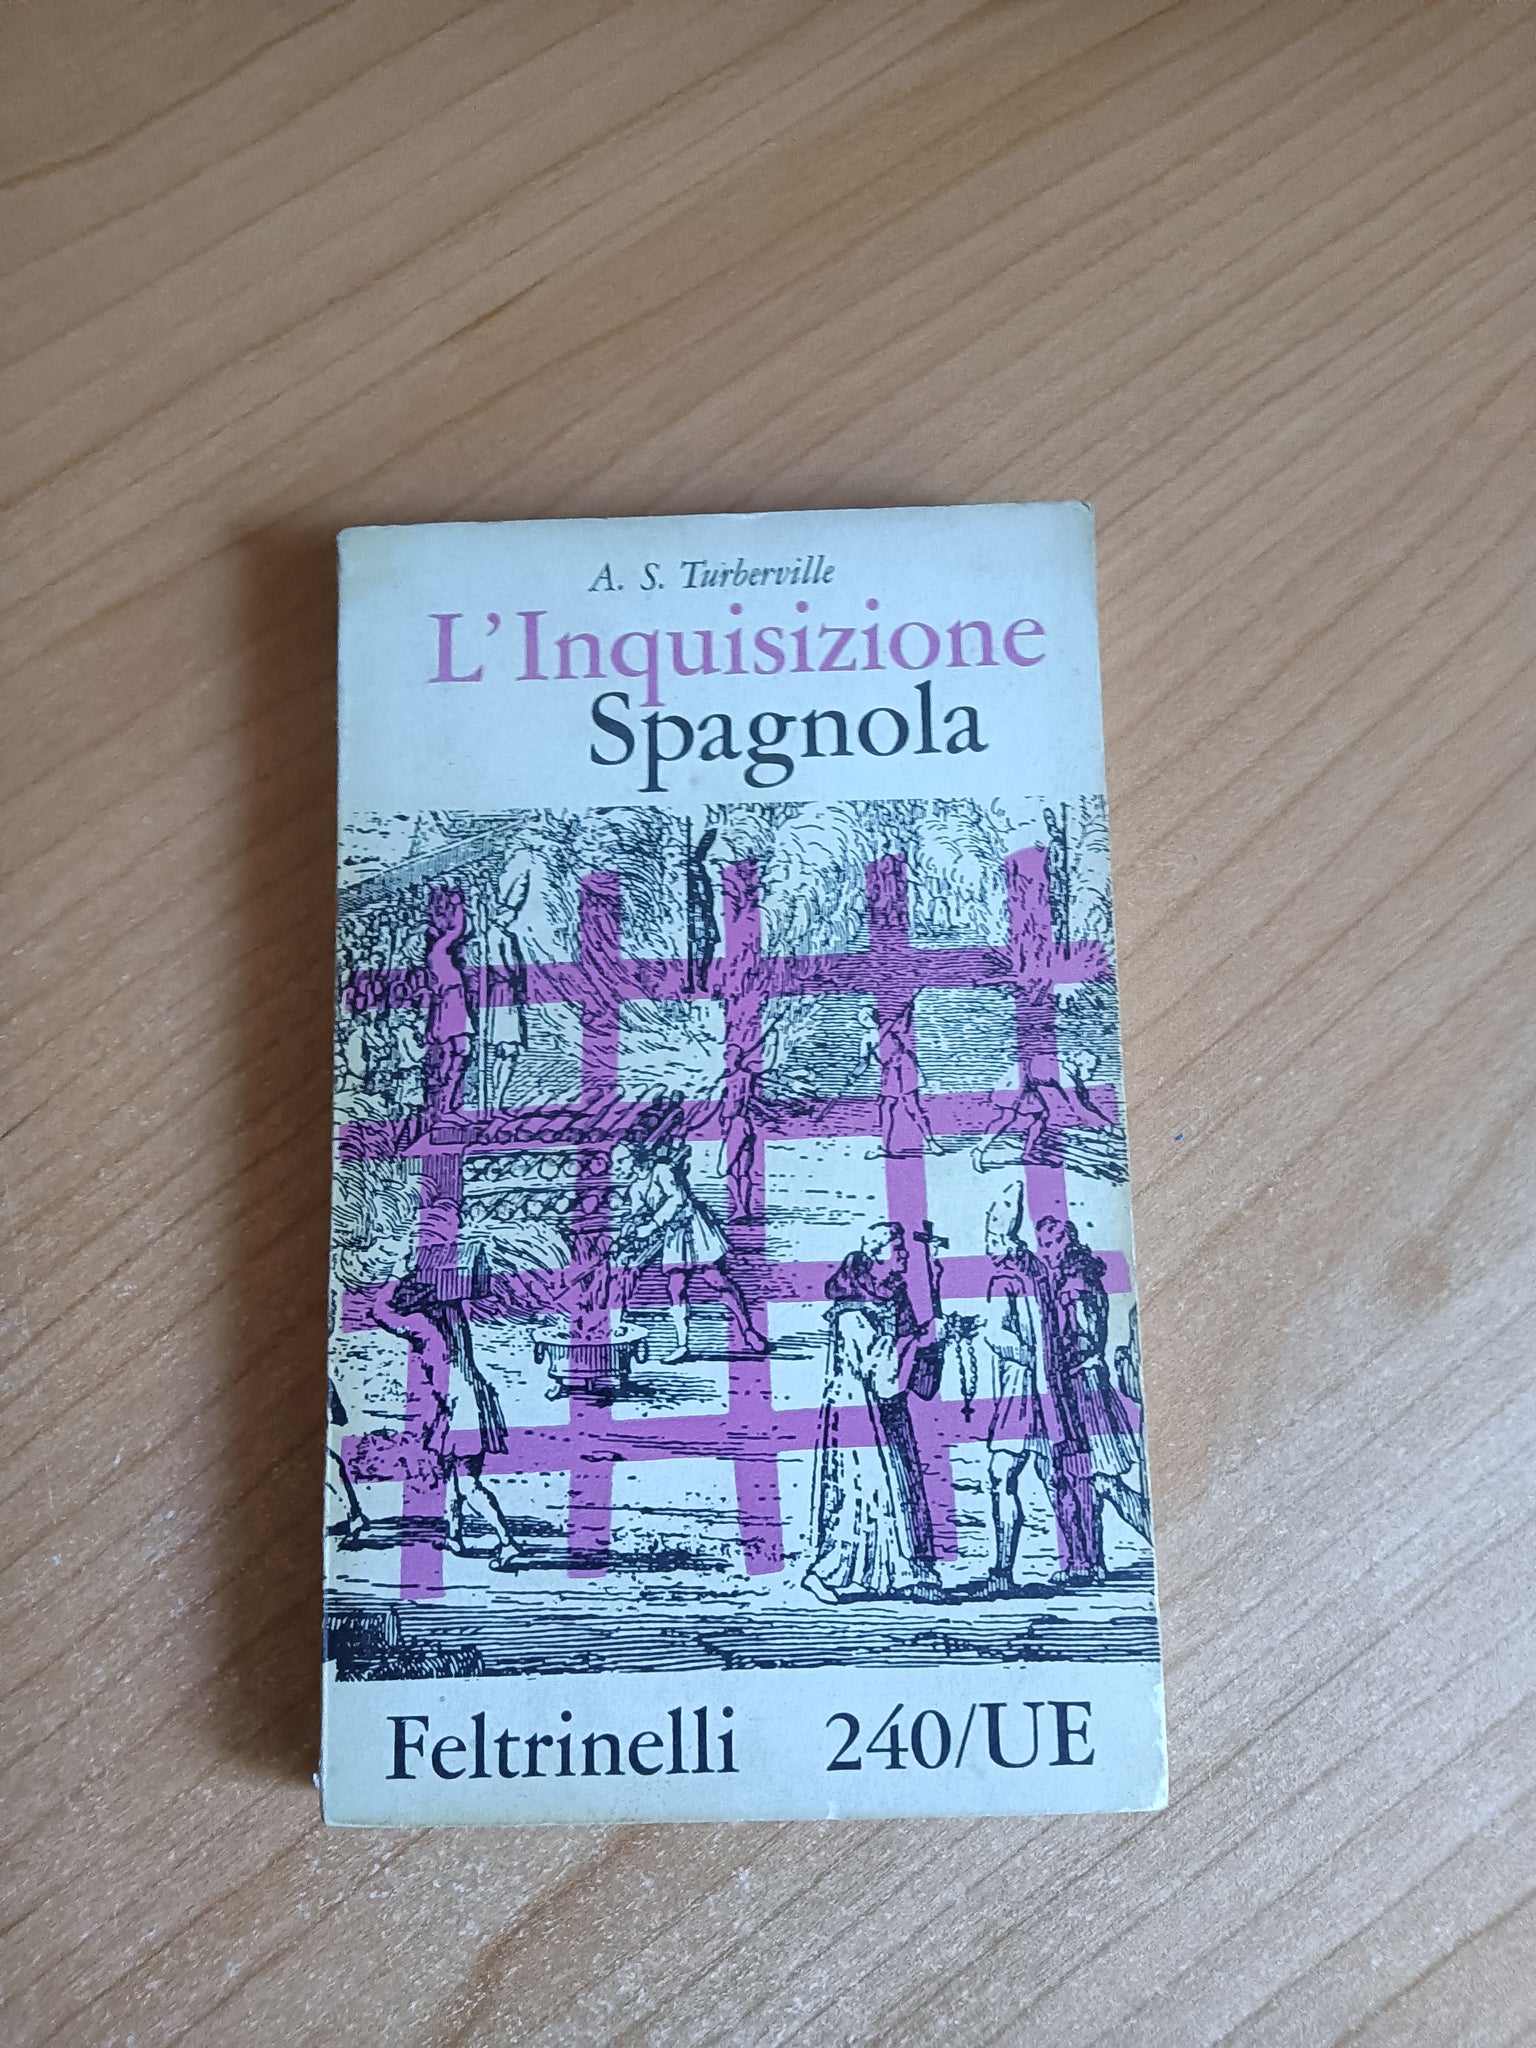 A. S. Turberville
L'Inquisizione
Spagnola
Feltrinelli 240/UE